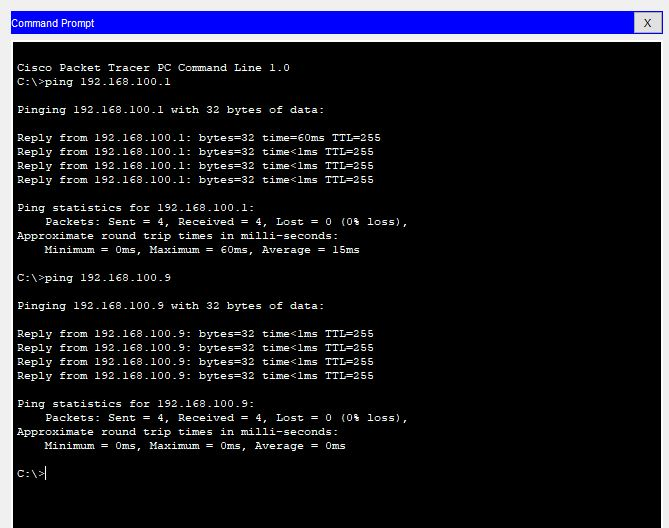 Command Prompt
X
Cisco Packet Tracer PC Command Line 1.0
C:\>ping 192.168.100.1
Pinging 192.168.100.1 with 32 bytes of data:
Reply from 192.168.100.1: bytes=32 time=60ms TTL=255
Reply from 192.168.100.1: bytes=32 time<1ms TTL=255
Reply from 192.168.100.1: bytes=32 time<1ms TTL=255
Reply from 192.168.100.1: bytes=32 time<1ms TTL=255
Ping statistics for 192.168.100.1:
Packets: Sent = 4, Received = 4, Lost = 0 (0% loss),
Approximate round trip times in milli-seconds:
Minimum = 0ms, Maximum = 60ms, Average = 15ms
C:\>ping 192.168.100.9
Pinging 192.168.100.9 with 32 bytes of data:
Reply from 192.168.100.9: bytes=32 time<1ms TTL=255
Reply from 192.168.100.9: bytes=32 time<1ms TTL=255
Reply from 192.168.100.9: bytes=32 time<1ms TTL=255
Reply from 192.168.100.9: bytes=32 time<1ms TTL=255
Ping statistics for 192.168.100.9:
Packets: Sent = 4, Received = 4, Lost = 0 (0% loss),
Approximate round trip times in milli-seconds:
Minimum = 0ms, Maximum = 0ms, Average = 0ms
C:\>